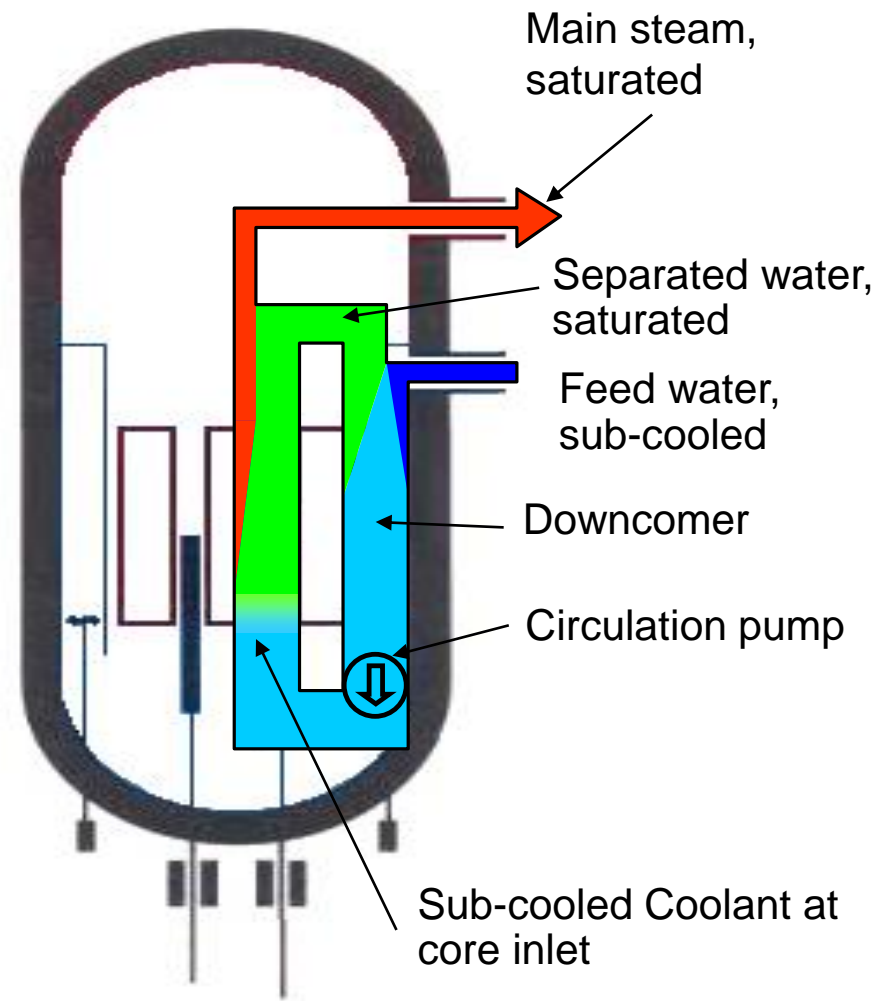 Main steam,
saturated
Separated water,
saturated
Feed water,
sub-cooled
Downcomer
Circulation pump
Sub-cooled Coolant at
core inlet